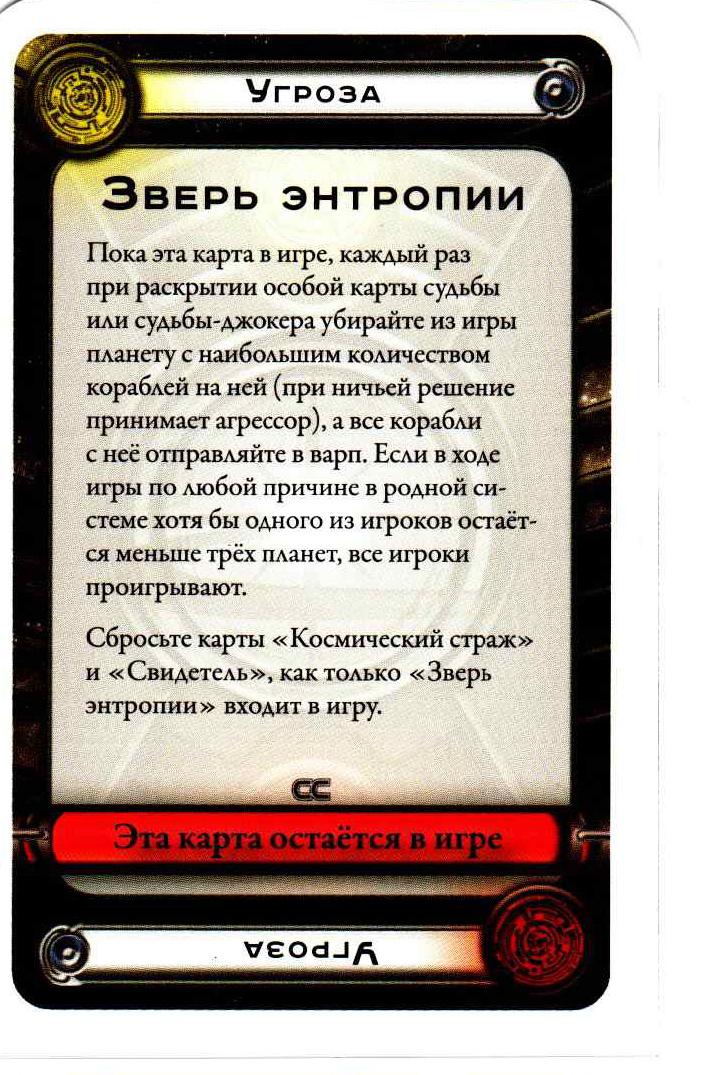 Угроза
Зверь энтропии
Пока эта карта в игре, каждый раз
при раскрытии особой карты судьбы
или судьбы-джокера убирайте из игры
планету с наибольшим количеством
кораблей на ней (при ничьей решение
принимает агрессор), а все корабли
с неё отправляйте в варп. Если в ходе
игры по любой причине в родной си-
стеме хотя бы одного из игроков остаёт-
ся меньше трёх планет, все игроки
проигрывают.
Сбросьте карты «Космический страж»
и «Свидетель», как только «Зверь
энтропии» входит в игру.
CC
Эта карта остаётся в игре
Угроза